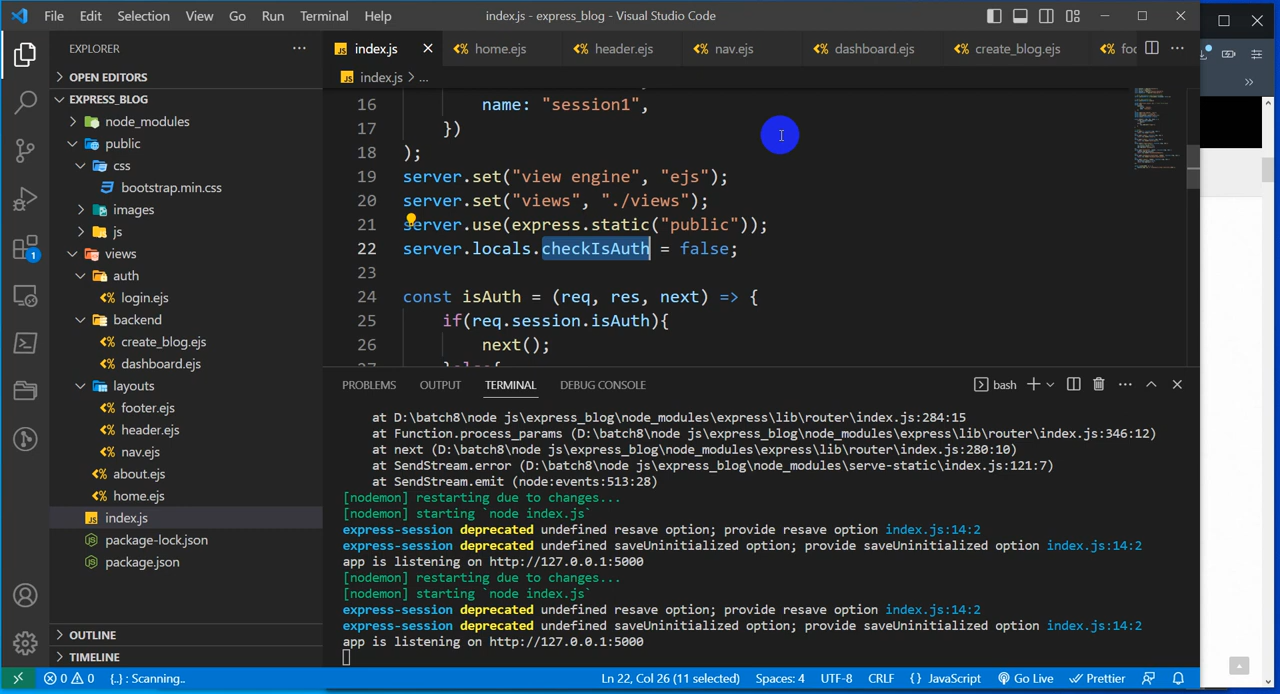 File Edit Selection View Go Run Terminal Help
index.js - express_blog - Visual Studio Code
EXPLORER
OPEN EDITORS
EXPRESS_BLOG
node_modules
public
css
bootstrap.min.css
images
js
views
auth
login.ejs
backend
create_blog.ejs
dashboard.ejs
layouts
footer.ejs
header.ejs
nav.ejs
about.ejs
home.ejs
JS index.js
package-lock.json
package.json
OUTLINE
TIMELINE
1
JS index.js home.ejs header.ejs nav.ejs dashboard.ejs create_blog.ejs
JS index.js > ...
16 name: "session1",
17 })
18 );
19 server.set("view engine", "ejs");
20 server.set("views", "./views");
21 server.use(express.static("public"));
22 server.locals.checkIsAuth = false;
23
24 const isAuth = (req, res, next) => {
25 if(req.session.isAuth){
26 next();
PROBLEMS OUTPUT TERMINAL DEBUG CONSOLE
bash
at D:\batch8\node js\express_blog\node_modules\express\lib\router\index.js:284:15
at Function.process_params (D:\batch8\node js\express_blog\node_modules\express\lib\router\index.js:346:12)
at next (D:\batch8\node js\express_blog\node_modules\express\lib\router\index.js:280:10)
at SendStream.error (D:\batch8\node js\express_blog\node_modules\serve-static\index.js:121:7)
at SendStream.emit (node:events:513:28)
[nodemon] restarting due to changes...
[nodemon] starting `node index.js`
express-session deprecated undefined resave option; provide resave option index.js:14:2
express-session deprecated undefined saveUninitialized option; provide saveUninitialized option index.js:14:2
app is listening on http://127.0.0.1:5000
[nodemon] restarting due to changes...
[nodemon] starting `node index.js`
express-session deprecated undefined resave option; provide resave option index.js:14:2
express-session deprecated undefined saveUninitialized option; provide saveUninitialized option index.js:14:2
app is listening on http://127.0.0.1:5000
0 0 {..} : Scanning.. Ln 22, Col 26 (11 selected) Spaces: 4 UTF-8 CRLF {} JavaScript Go Live Prettier